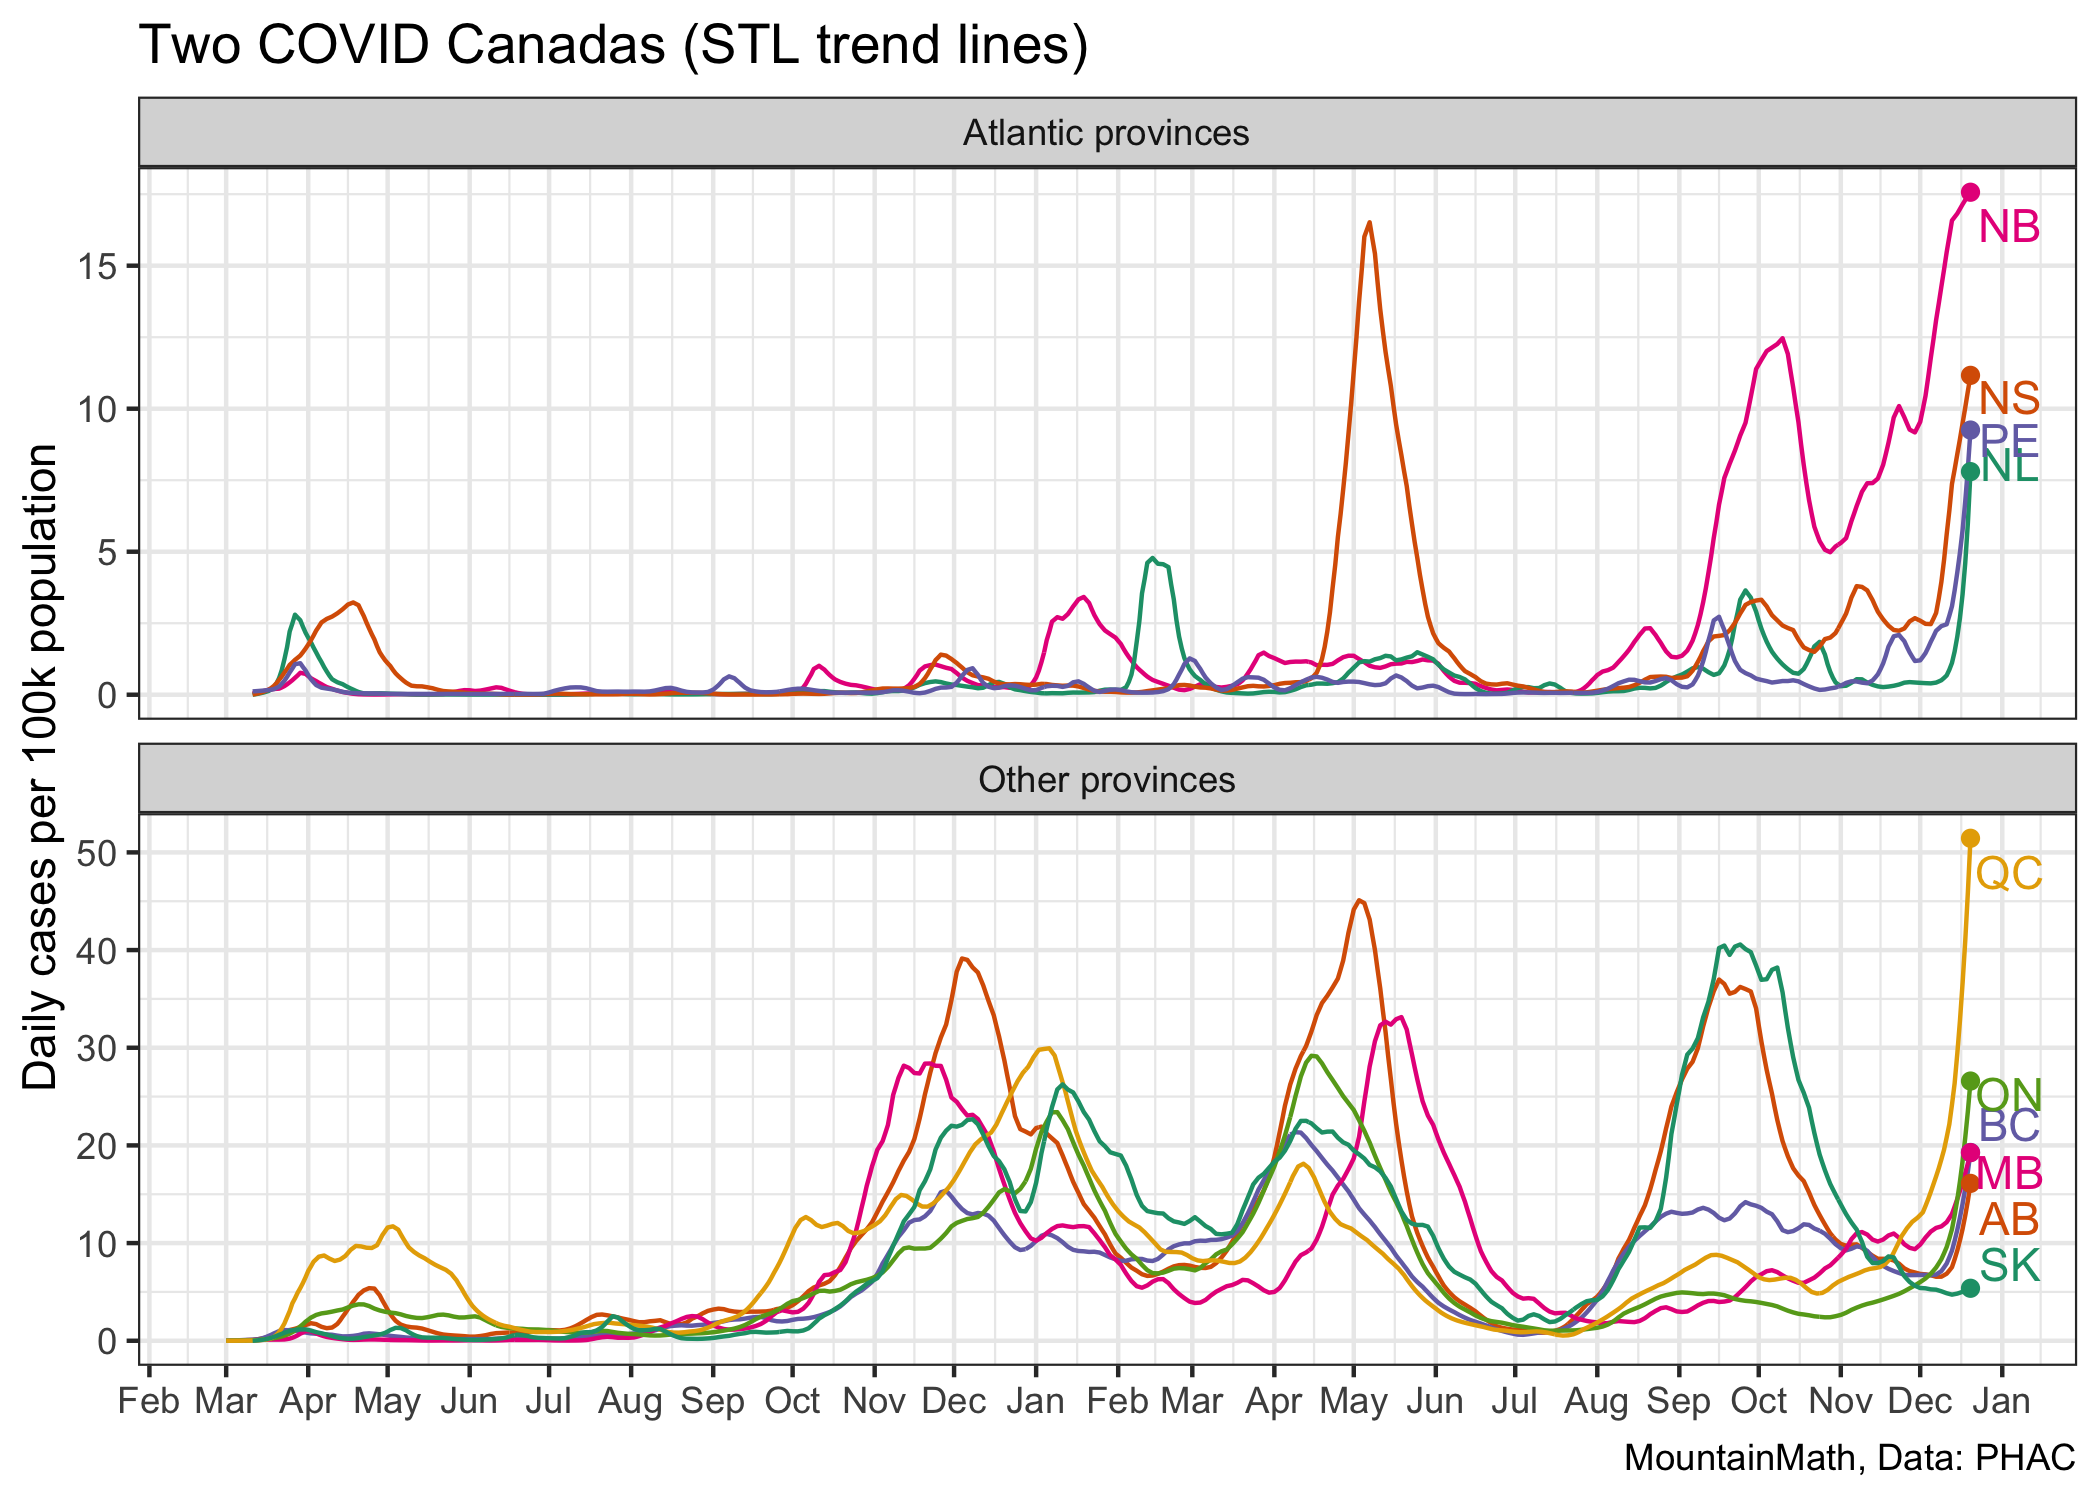 Two COVID Canadas (STL trend lines)
Atlantic provinces
15
10
5
0
NB
NS
PE
NL
Daily cases per 100k population
Other provinces
50
40
30
20
10
0
QC
ON
BC
MB
AB
SK
Feb Mar Apr May Jun Jul Aug Sep Oct Nov Dec Jan Feb Mar Apr May Jun Jul Aug Sep Oct Nov Dec Jan
MountainMath, Data: PHAC